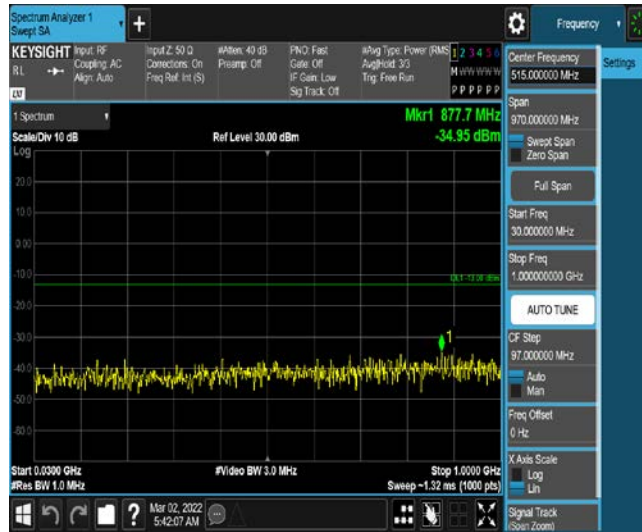 Spectrum Analyzer 1
Swept SA
Frequency
KEYSIGHT
RL
LXI
Input: RF
Coupling: AC
Align: Auto
Input Z: 50 Ω
Corrections: On
Freq Ref: Int (S)
#Atten: 40 dB
Preamp: Off
PNO: Fast
Gate: Off
IF Gain: Low
Sig Track: Off
#Avg Type: Power (RMS
Avg|Hold: 3/3
Trig: Free Run
1 2 3 4 5 6
M W W W W W
P P P P P P
Settings
1 Spectrum
Scale/Div 10 dB
Log
Ref Level 30.00 dBm
Mkr1 877.7 MHz
-34.95 dBm
20.0
10.0
0.00
-10.0
-20.0
-30.0
-40.0
-50.0
-60.0
DL1 -13.00 dBm
1
Start 0.0300 GHz
#Res BW 1.0 MHz
#Video BW 3.0 MHz
Stop 1.0000 GHz
Sweep ~1.32 ms (1000 pts)
Center Frequency
515.000000 MHz
Span
970.000000 MHz
Swept Span
Zero Span
Full Span
Start Freq
30.000000 MHz
Stop Freq
1.000000000 GHz
AUTO TUNE
CF Step
97.000000 MHz
Auto
Man
Freq Offset
0 Hz
X Axis Scale
Log
Lin
Signal Track
(Span Zoom)
?
Mar 02, 2022
5:42:07 AM